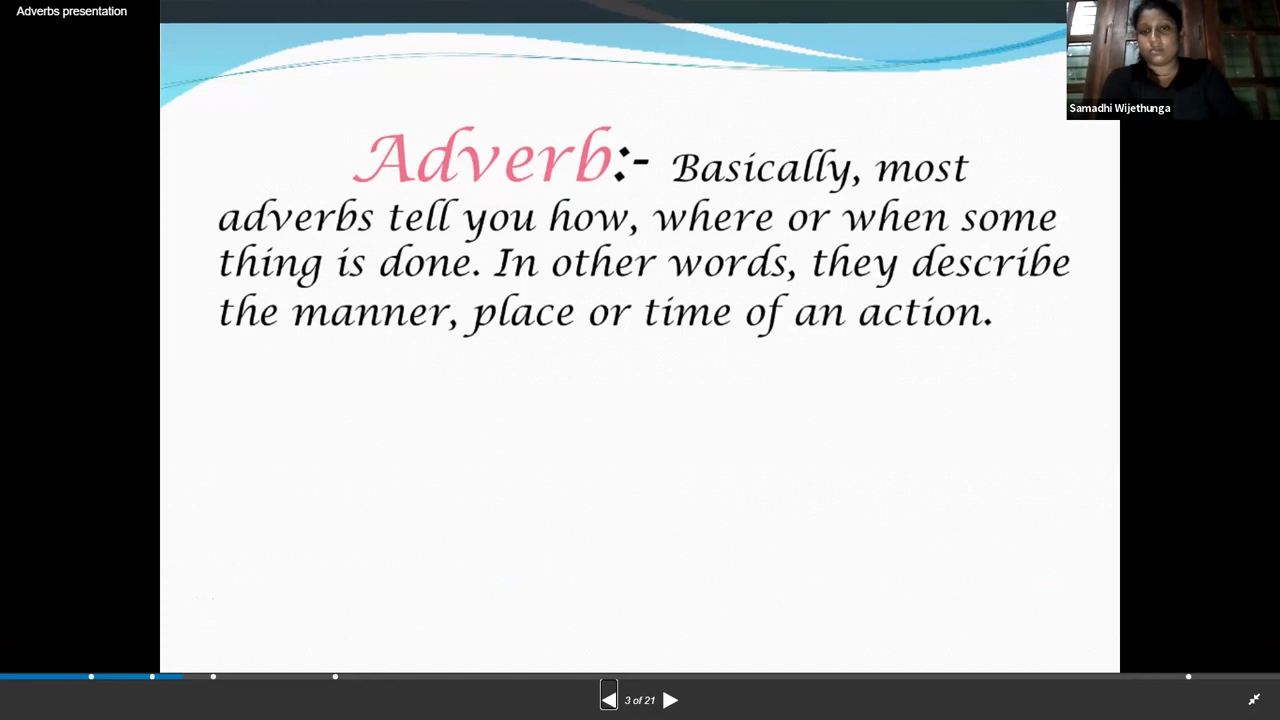 Adverbs presentation
Samadhi Wijethunga
Adverb:- Basically, most
adverbs tell you how, where or when some
thing is done. In other words, they describe
the manner, place or time of an action.
3 of 21